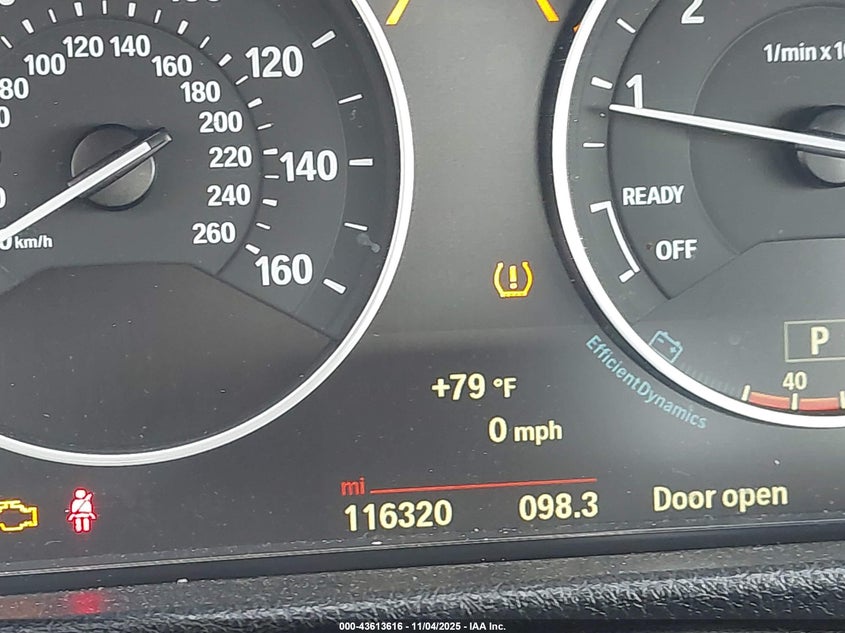 100 120 140 160 180 200 220 240 260
km/h
120
140
160
2
1/min x 10
1
READY
OFF
EfficientDynamics
P
40
+79 °F
0 mph
mi
116320 098.3
Door open
000-43613616 - 11/04/2025 - IAA Inc.